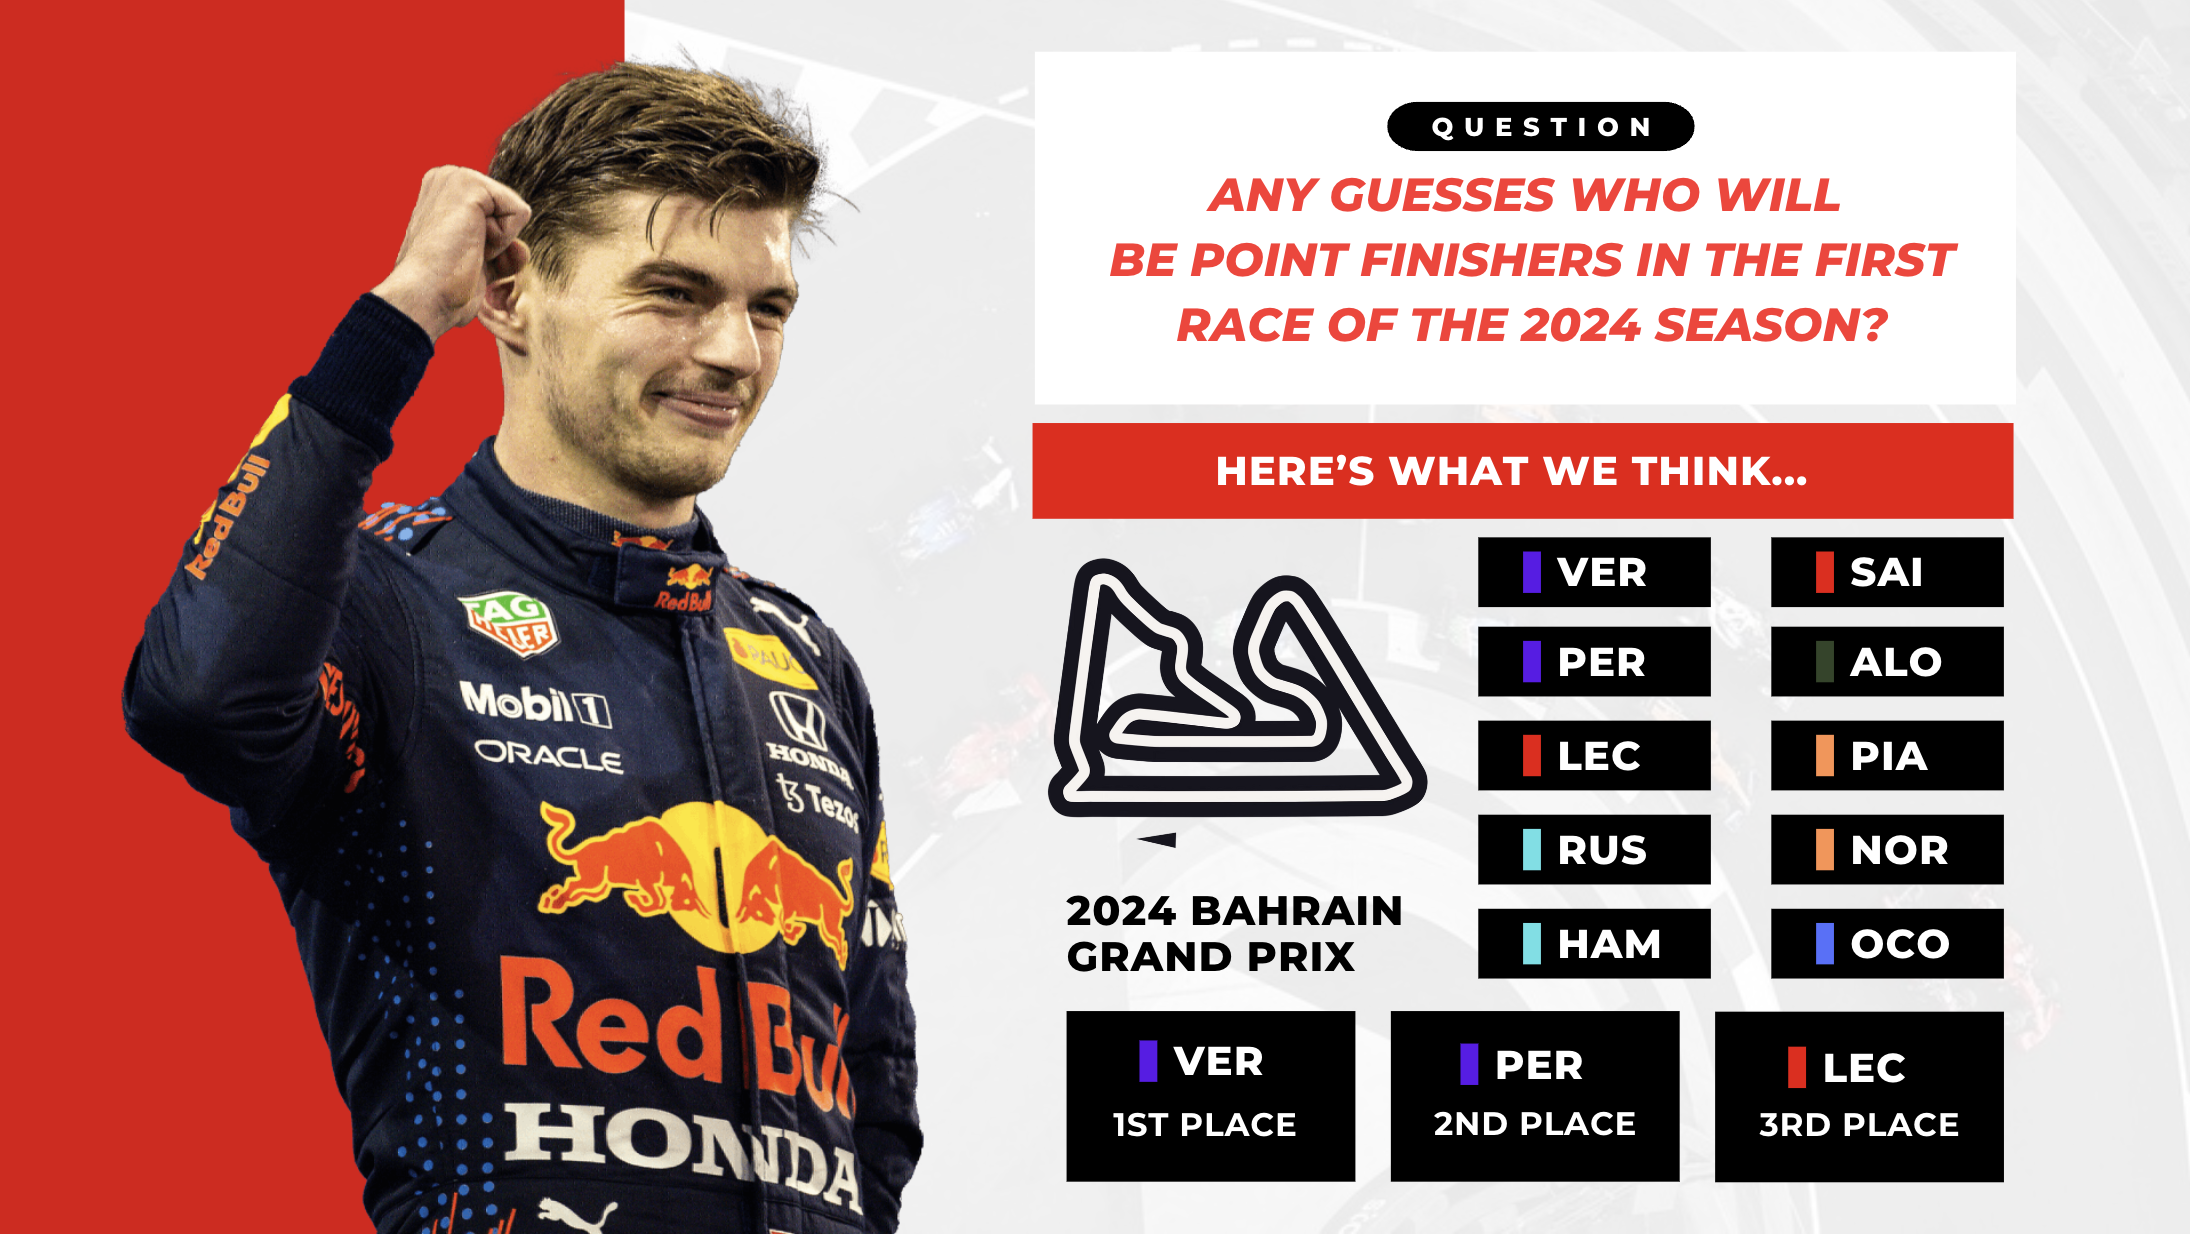 QUESTION
ANY GUESSES WHO WILL
BE POINT FINISHERS IN THE FIRST
RACE OF THE 2024 SEASON?
HERE'S WHAT WE THINK...
VER
PER
LEC
RUS
HAM
SAI
ALO
PIA
NOR
OCO
2024 BAHRAIN
GRAND PRIX
VER
1ST PLACE
PER
2ND PLACE
LEC
3RD PLACE
Red Bull
Red Bull
TAG
HEUER
Mobil 1
ORACLE
HONDA
Tezos
Red Bull
HONDA